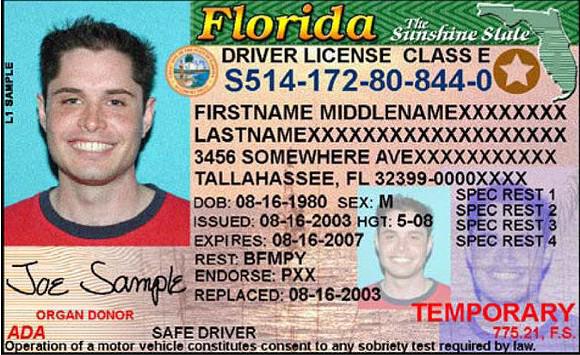 Florida The Sunshine State
DRIVER LICENSE CLASS E
S514-172-80-844-0
L1 SAMPLE
FIRSTNAME MIDDLENAMEXXXXXXXX
LASTNAMEXXXXXXXXXXXXXXXXXXXX
3456 SOMEWHERE AVEXXXXXXXXXXX
TALLAHASSEE, FL 32399-0000XXXX
DOB: 08-16-1980 SEX: M
ISSUED: 08-16-2003 HGT: 5-08
EXPIRES: 08-16-2007
REST: BFMPY
ENDORSE: PXX
REPLACED: 08-16-2003
SPEC REST 1
SPEC REST 2
SPEC REST 3
SPEC REST 4
Joe Sample
ORGAN DONOR
TEMPORARY
ADA SAFE DRIVER 775.21, F.S.
Operation of a motor vehicle constitutes consent to any sobriety test required by law.